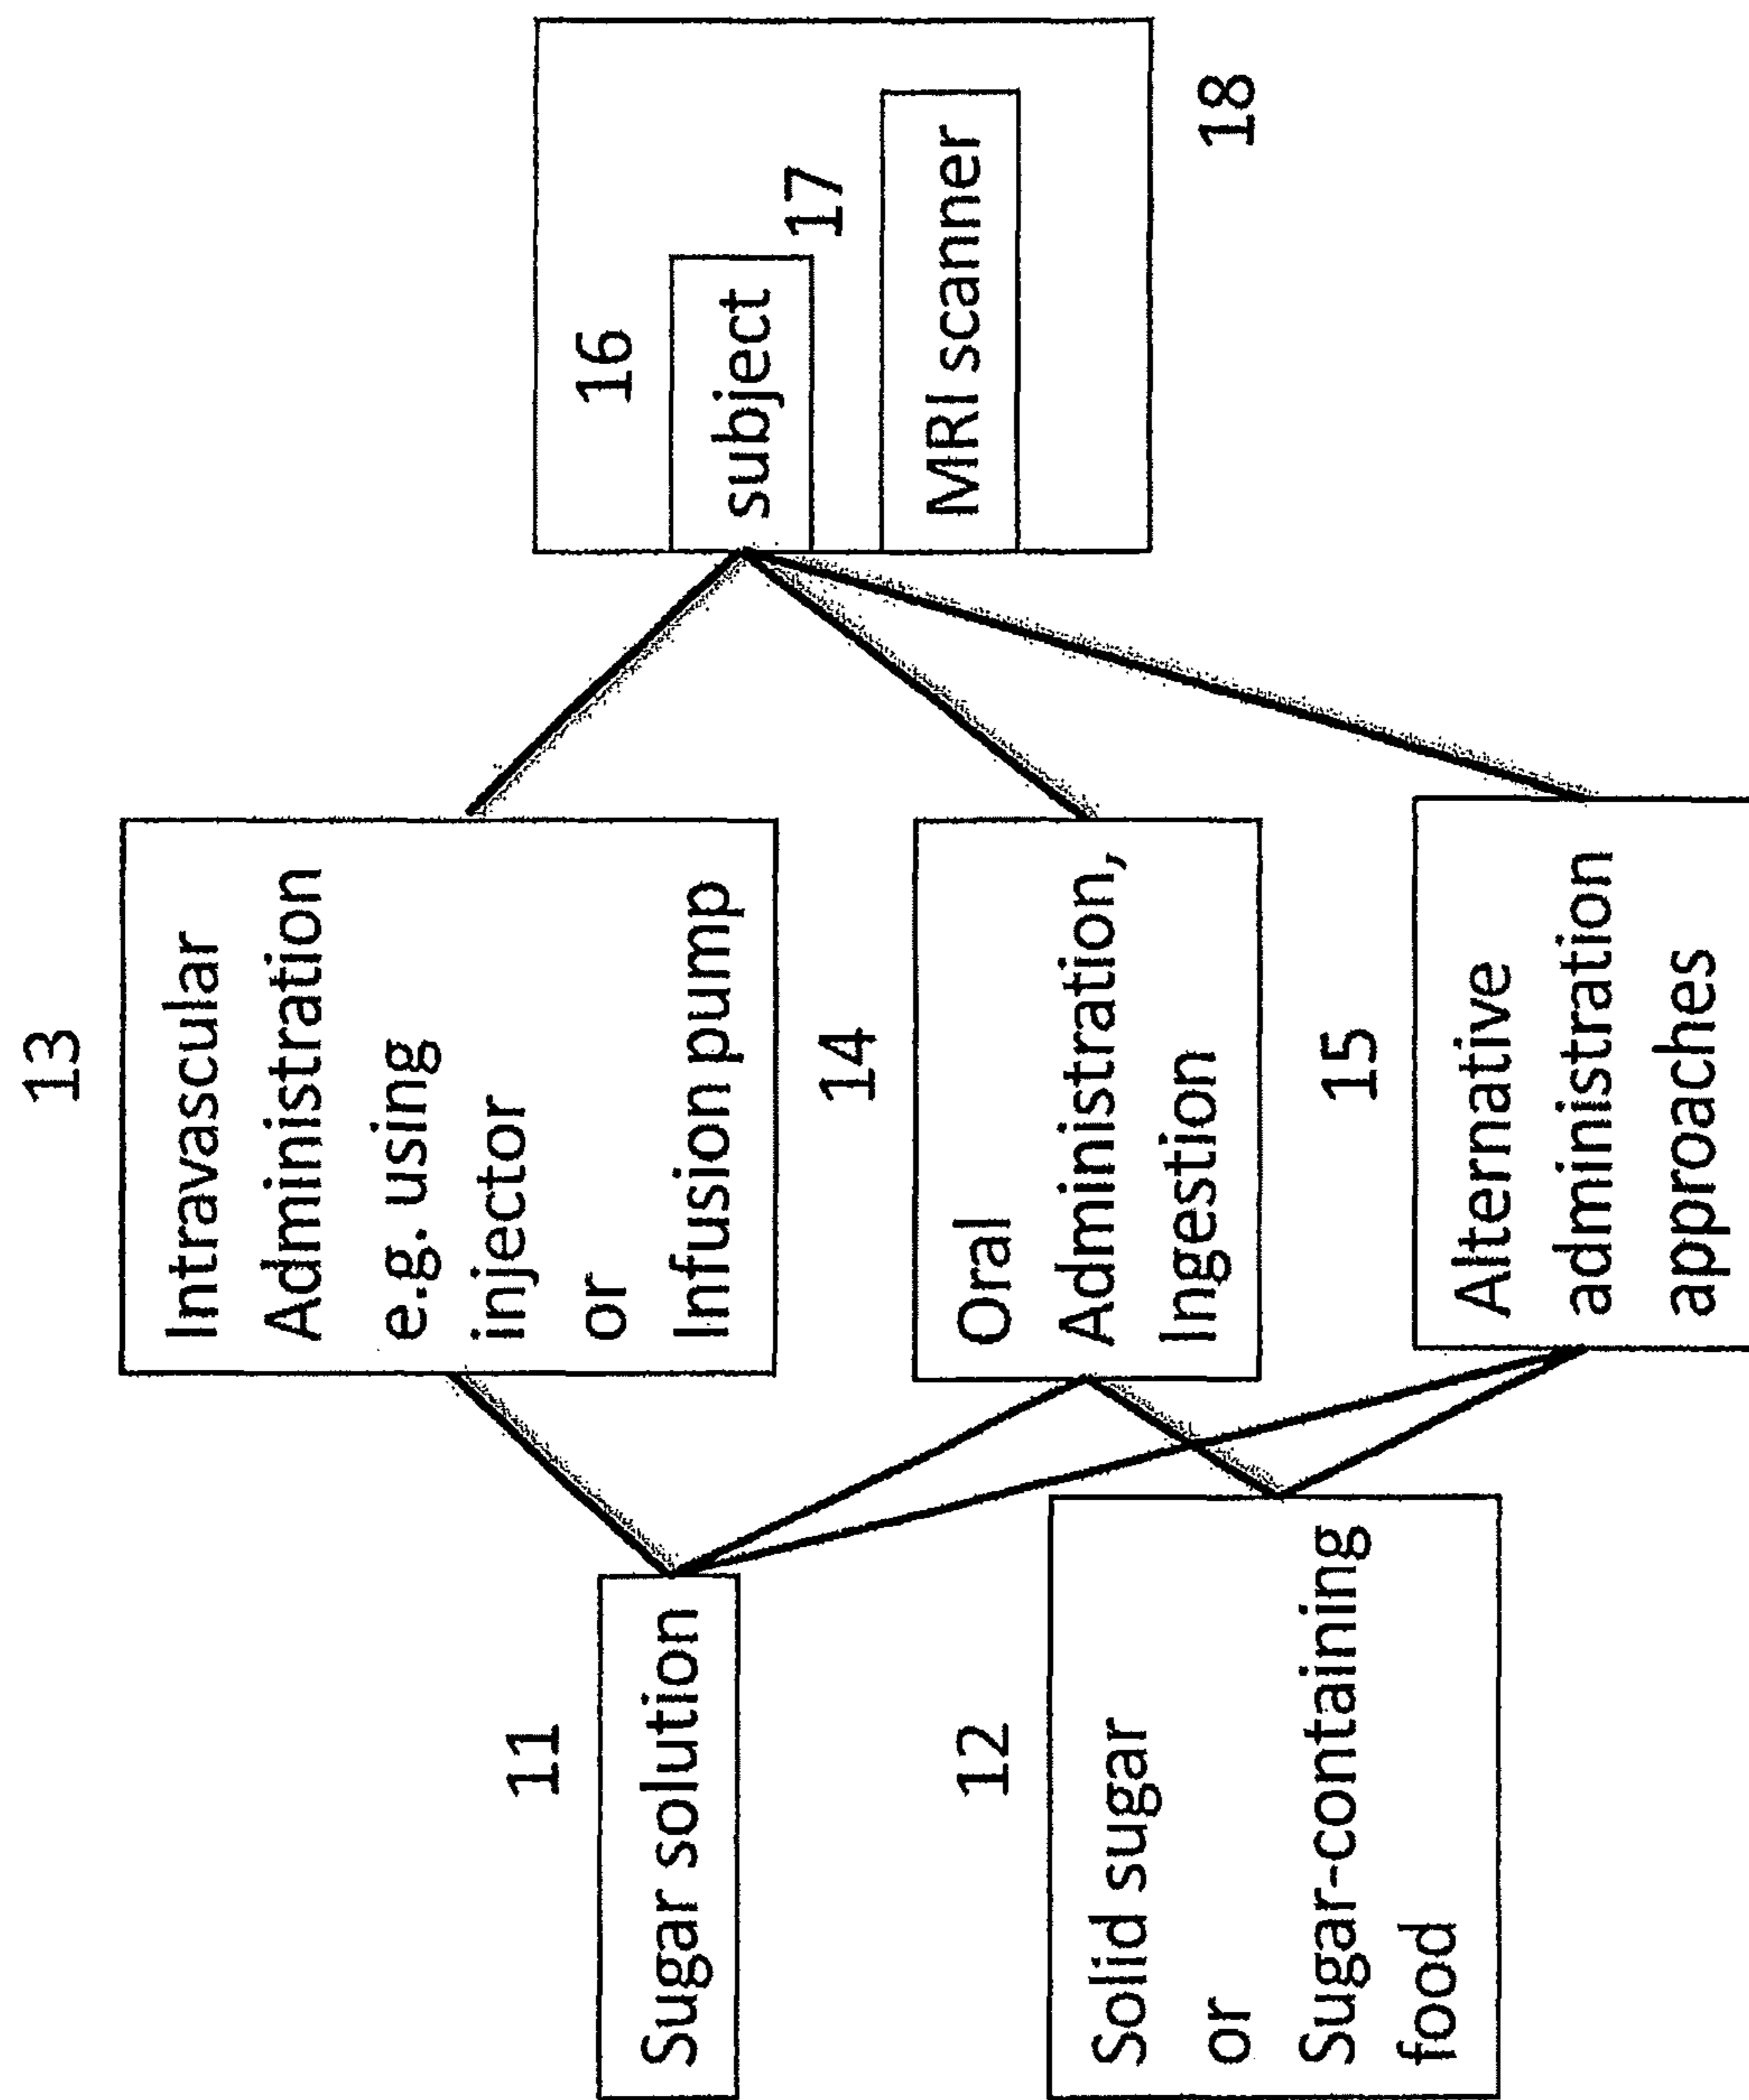 11
Sugar solution
12
Solid sugar
or
Sugar-containing
food
13
Intravascular
Administration
e.g. using
injector
or
Infusion pump
14
Oral
Administration,
Ingestion
15
Alternative
administration
approaches
16
subject
17
MRI scanner
18